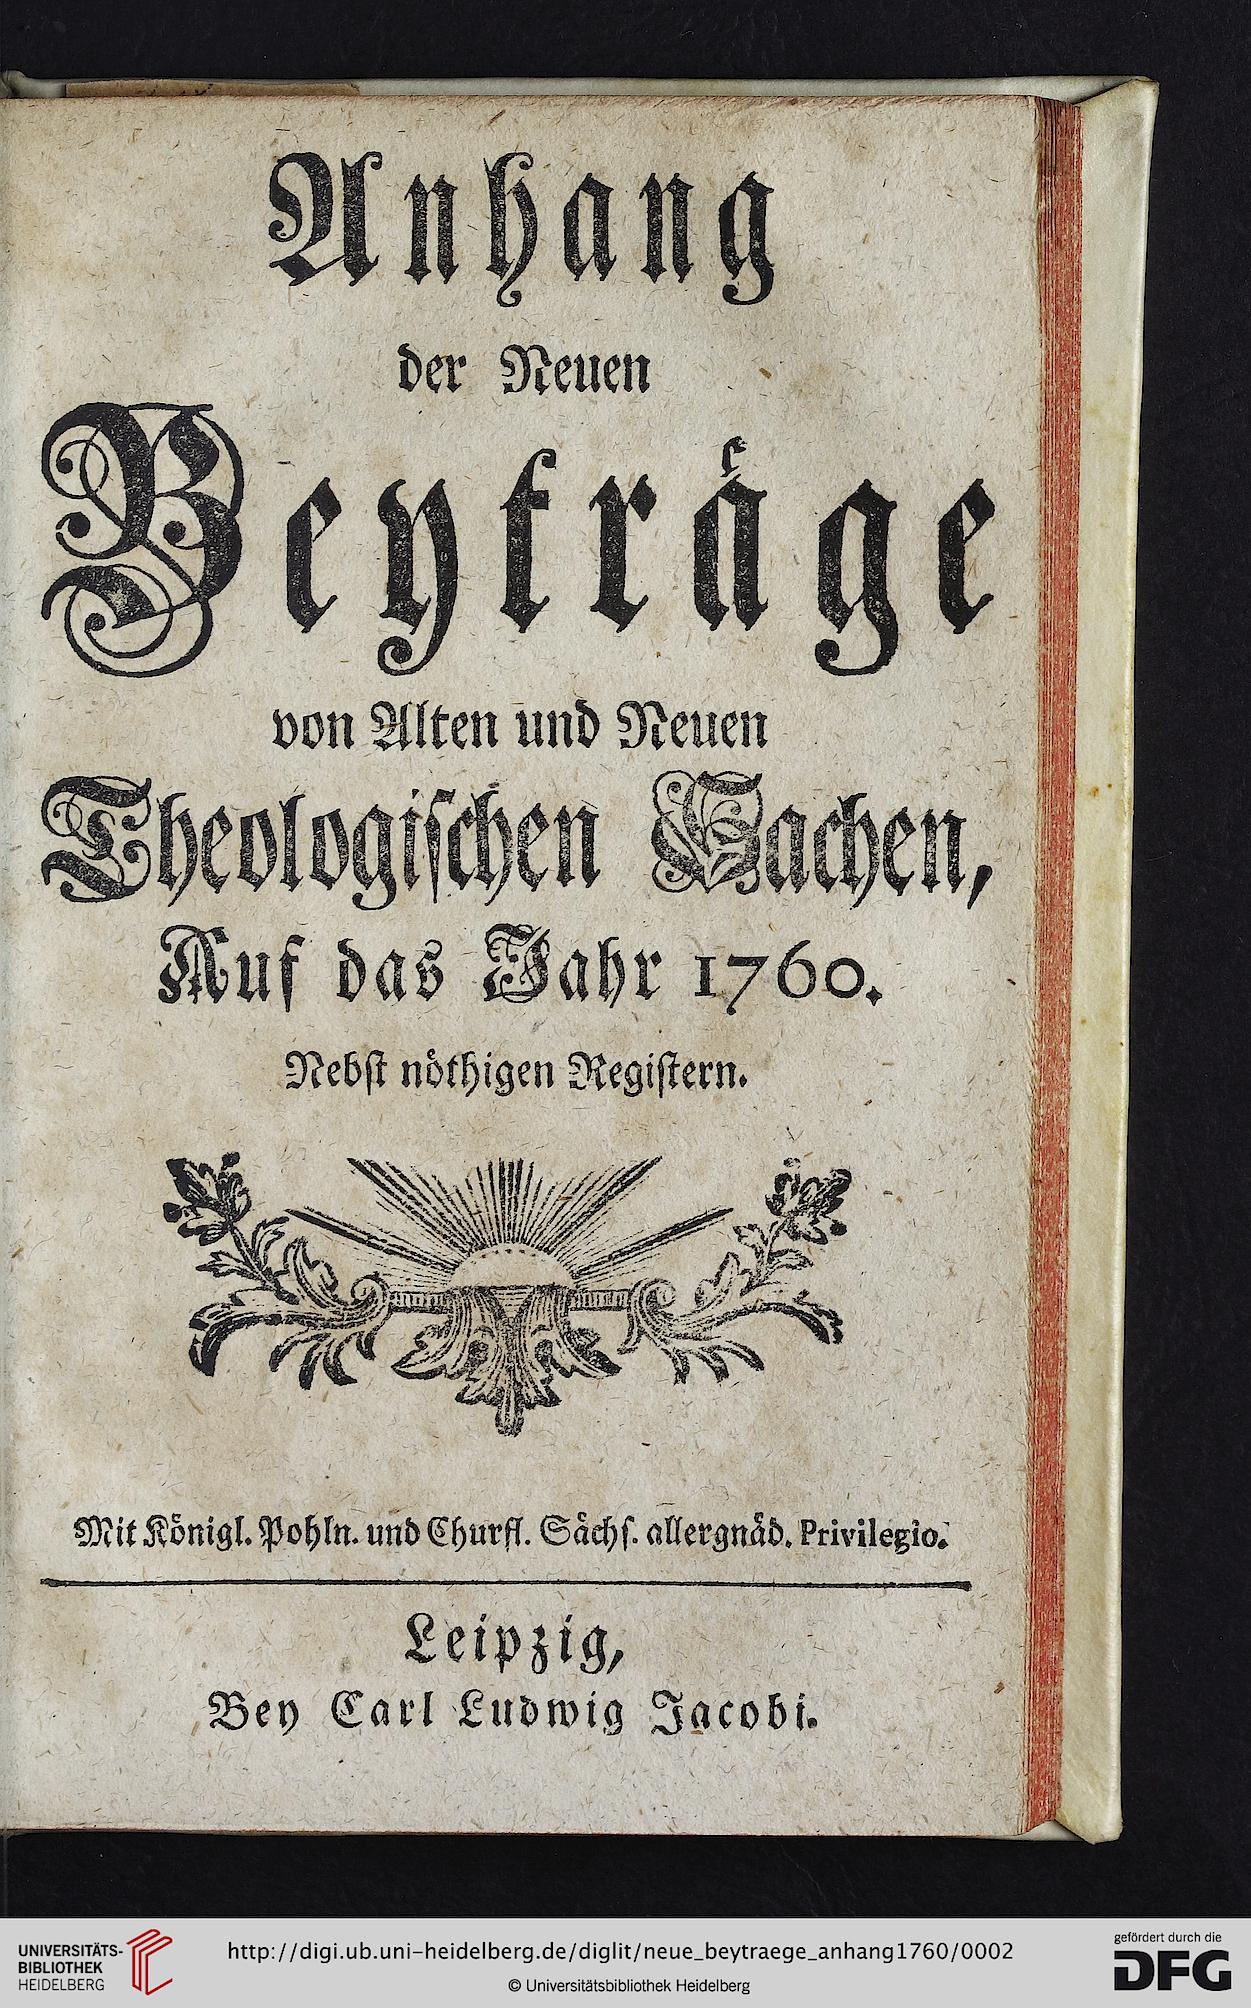 Anhang
der Neuen
Beyträge
von Alten und Neuen
Theologiſchen Sachen,
Auf das Jahr 1760.
Nebſt nöthigen Regiſtern.
Mit Königl. Pohln. und Churfl. Sächſ. allergnäd. Privilegio.
Leipzig,
Bey Carl Ludwig Jacobi.
UNIVERSITÄTS-
BIBLIOTHEK
HEIDELBERG
http://digi.ub.uni-heidelberg.de/diglit/neue_beytraege_anhang1760/0002
© Universitätsbibliothek Heidelberg
gefördert durch die
DFG